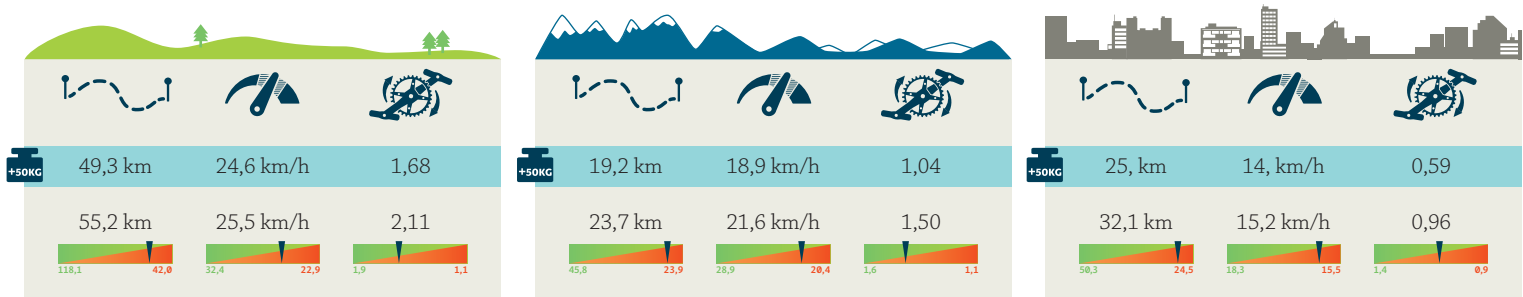 +50KG 49,3 km 24,6 km/h 1,68
55,2 km 25,5 km/h 2,11
118,1 42,0 32,4 22,9 1,9 1,1
+50KG 19,2 km 18,9 km/h 1,04
23,7 km 21,6 km/h 1,50
45,8 23,9 28,9 20,4 1,6 1,1
+50KG 25, km 14, km/h 0,59
32,1 km 15,2 km/h 0,96
50,3 24,5 18,3 15,5 1,4 0,9